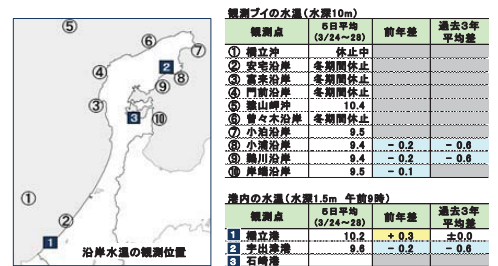 ⑤
⑥
⑦
2
④
⑧
⑨
③
3
⑩
①
②
1
沿岸水温の観測位置
観測ブイの水温(水深10m)
観測点 5日平均 (3/24~28) 前年差 過去3年 平均差
① 橋立沖 休止中
② 安宅沿岸 冬期間休止
③ 富来沿岸 冬期間休止
④ 門前沿岸 冬期間休止
⑤ 猿山岬沖 10.4
⑥ 曽々木沿岸 冬期間休止
⑦ 小泊沿岸 9.5
⑧ 小浦沿岸 9.4 - 0.2 - 0.6
⑨ 鵜川沿岸 9.4 - 0.2 - 0.6
⑩ 岸端沿岸 9.5 - 0.1
港内の水温(水深1.5m 午前9時)
観測点 5日平均 (3/24~28) 前年差 過去3年 平均差
1 橋立港 10.2 + 0.3 ±0.0
2 宇出津港 9.6 - 0.2 - 0.6
3 石崎港